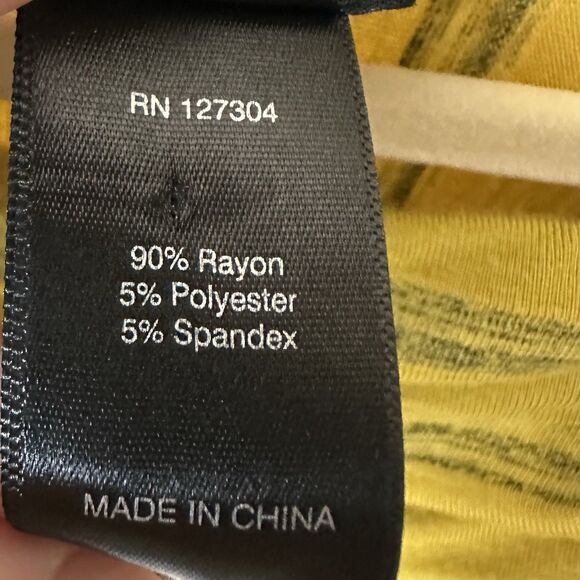 RN 127304
90% Rayon
5% Polyester
5% Spandex
MADE IN CHINA